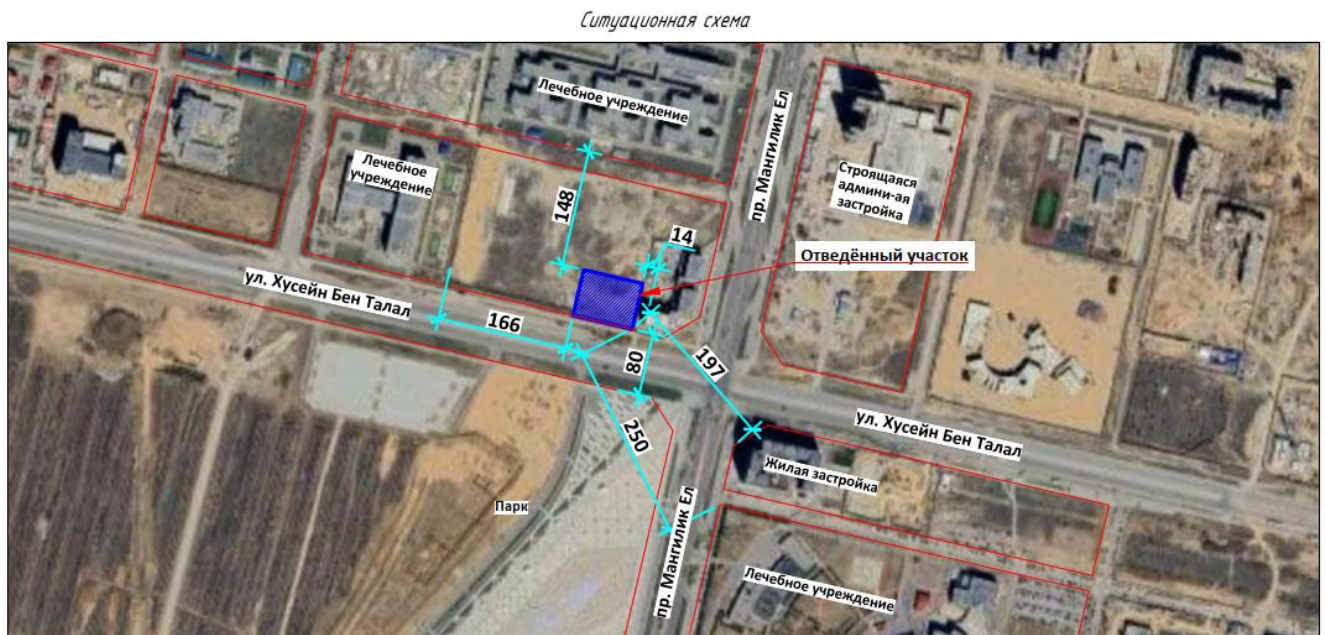 Ситуационная схема
Лечебное учреждение
пр. Мангилик Ел
Лечебное
учреждение
Строящаяся
админи-ая
застройка
148
14
Отведённый участок
ул. Хусейн Бен Талал
166
80
197
250
ул. Хусейн Бен Талал
Жилая застройка
Парк
пр. Мангилик Ел
Лечебное учреждение